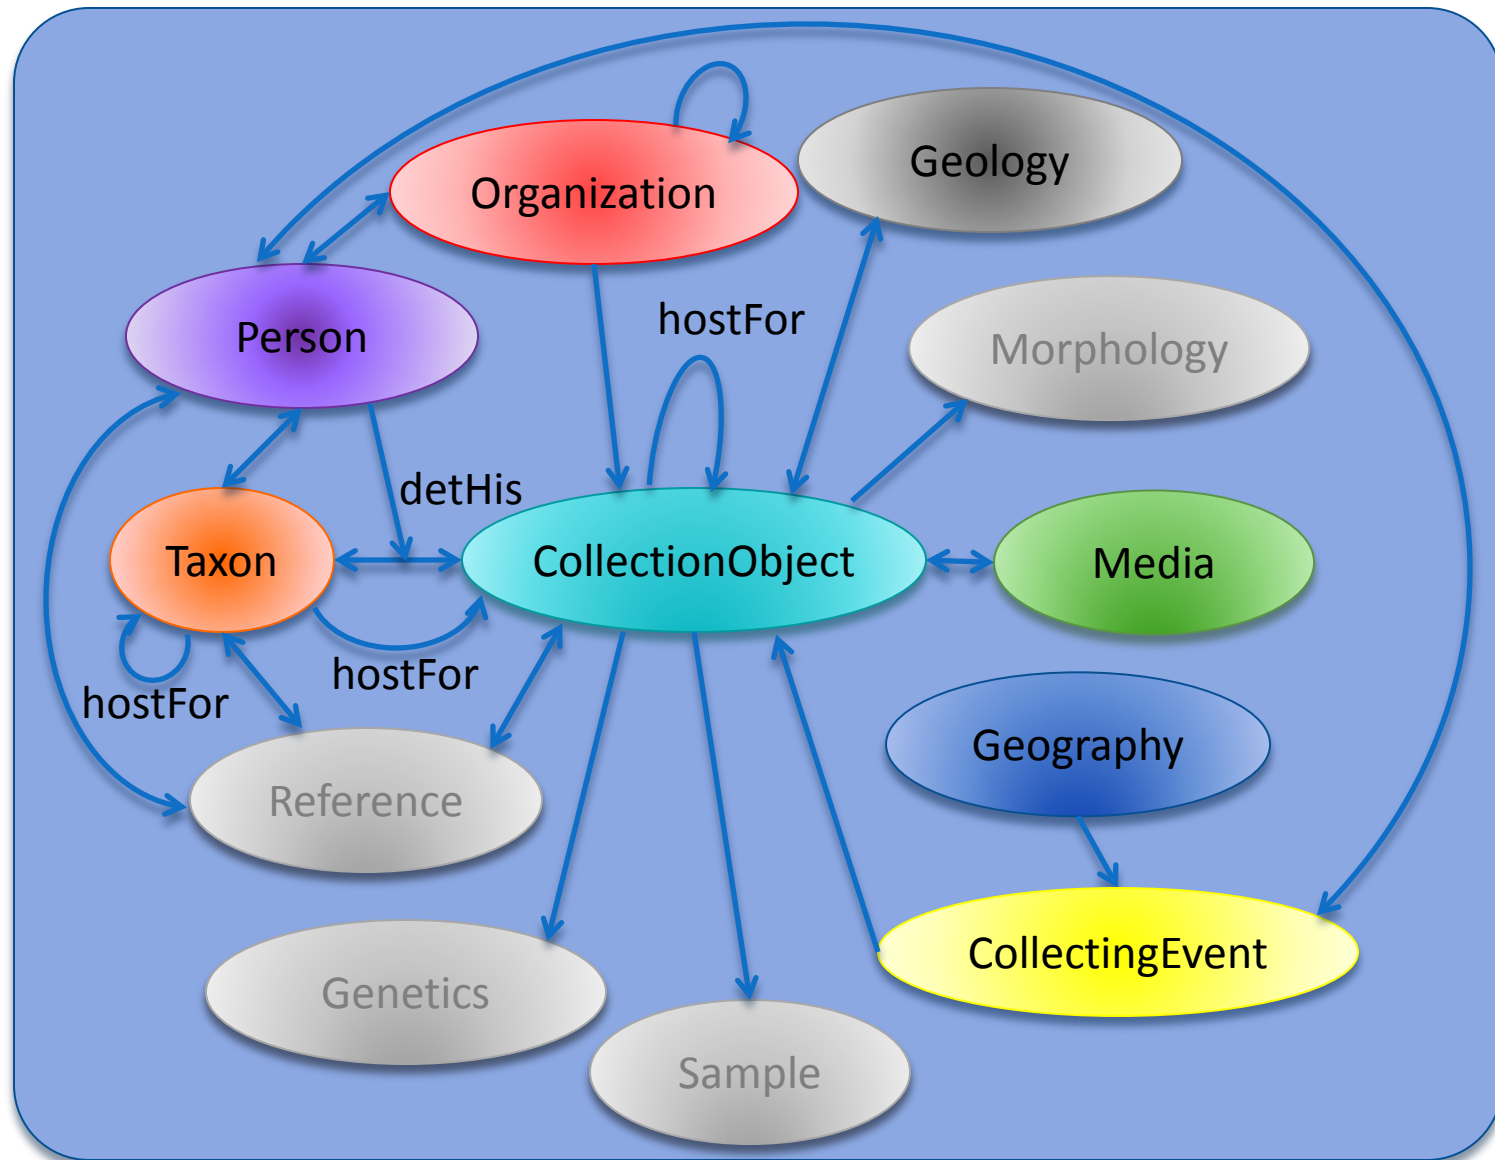 Geology
Organization
hostFor
Person
Morphology
detHis
Taxon
CollectionObject
Media
hostFor
hostFor
Geography
Reference
CollectingEvent
Genetics
Sample